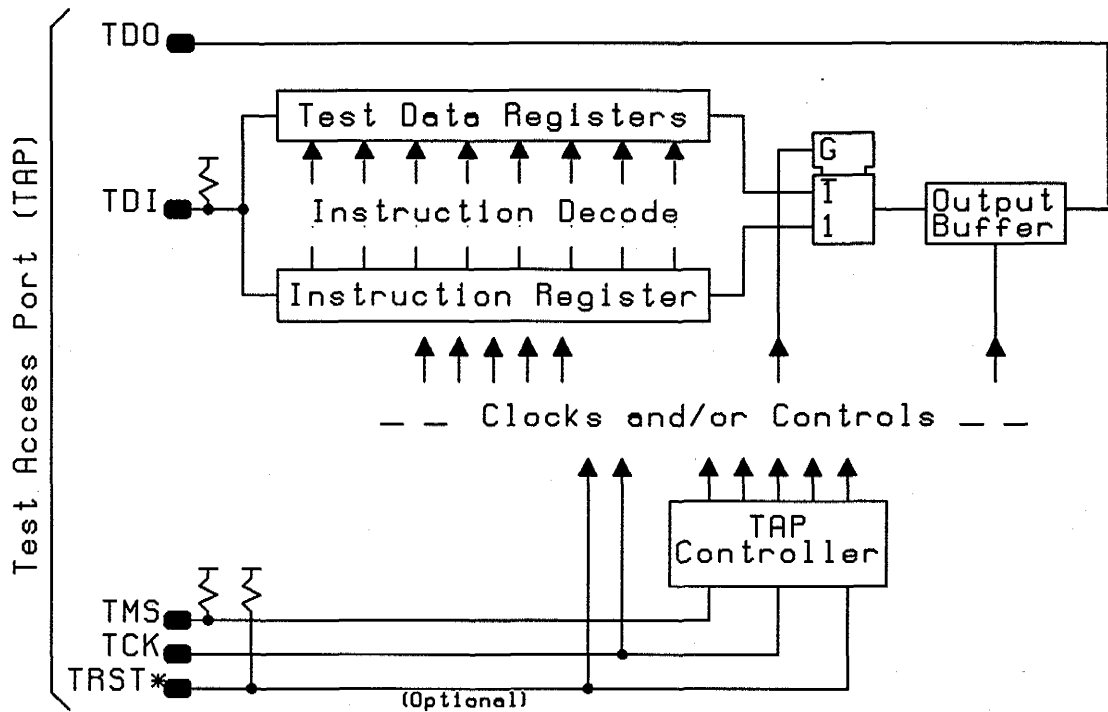 Test Access Port (TAP)
TDO
Test Data Registers
G
TDI
Instruction Decode
1
1
Output
Buffer
Instruction Register
_ _ Clocks and/or Controls _ _
TAP
Controller
TMS
TCK
TRST*
(Optional)